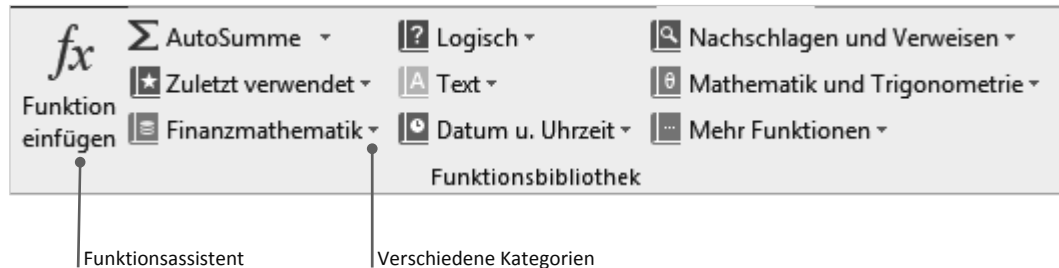 fx
Funktion
einfügen
Σ AutoSumme
Zuletzt verwendet
Finanzmathematik
? Logisch
A Text
Datum u. Uhrzeit
Nachschlagen und Verweisen
θ Mathematik und Trigonometrie
... Mehr Funktionen
Funktionsbibliothek
Funktionsassistent
Verschiedene Kategorien